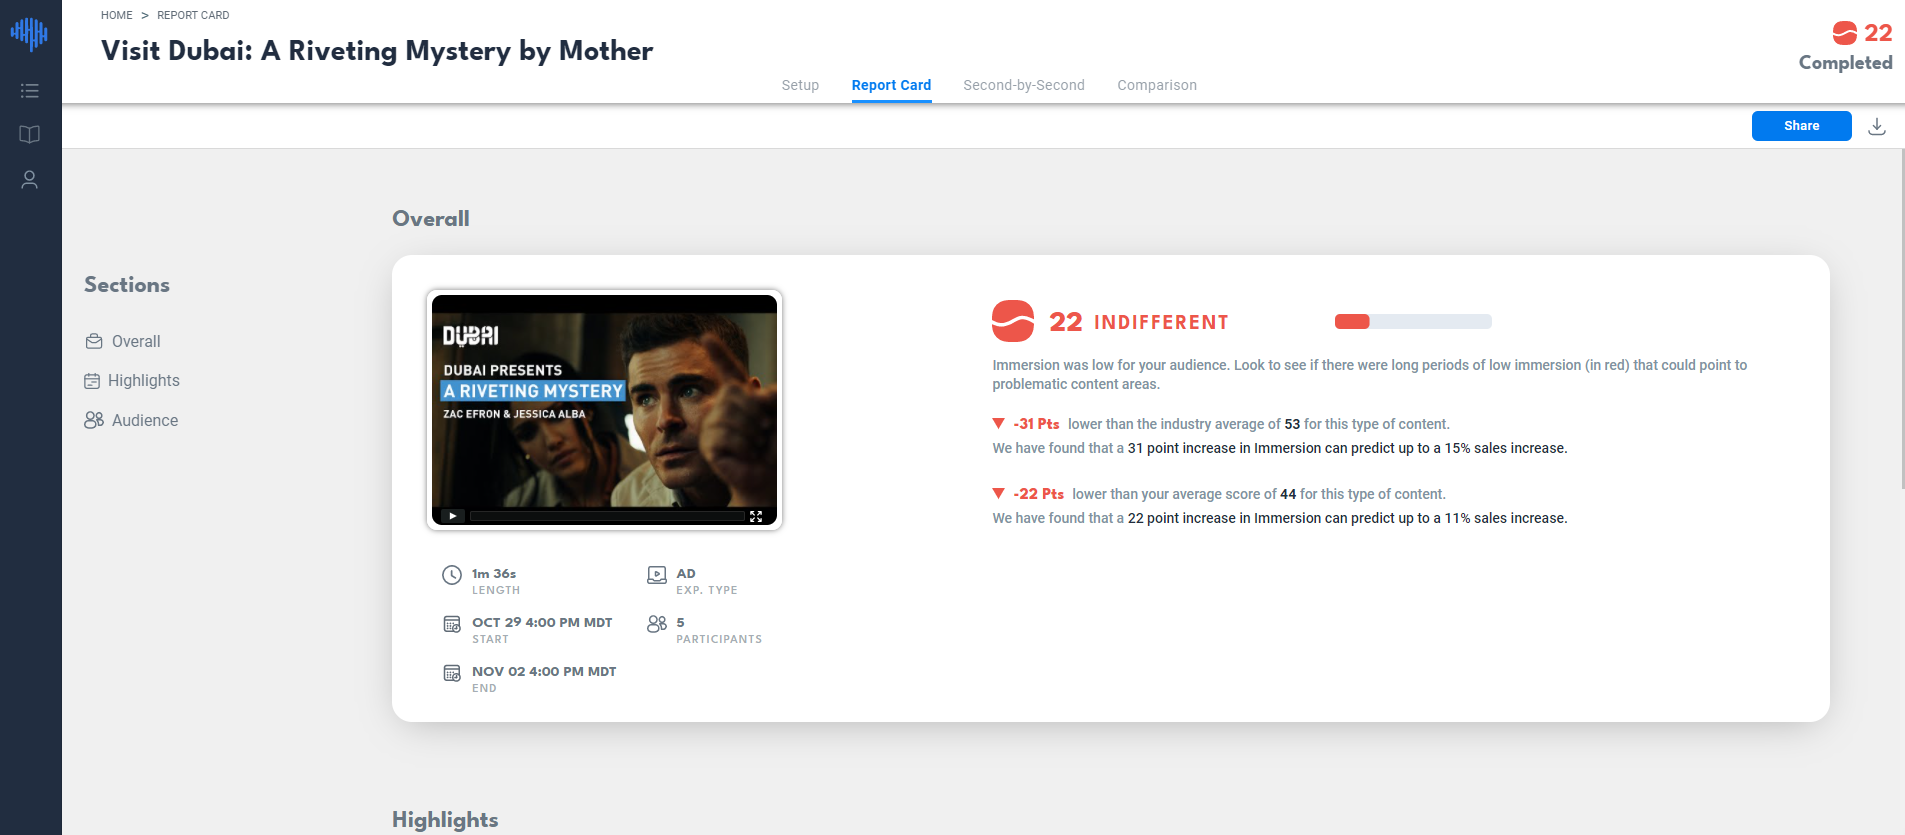 HOME > REPORT CARD
Visit Dubai: A Riveting Mystery by Mother
22
Completed
Setup
Report Card
Second-by-Second
Comparison
Share
Overall
Sections
Overall
Highlights
Audience
DUBAI
DUBAI PRESENTS
A RIVETING MYSTERY
ZAC EFRON & JESSICA ALBA
1m 36s
LENGTH
AD
EXP. TYPE
OCT 29 4:00 PM MDT
START
5
PARTICIPANTS
NOV 02 4:00 PM MDT
END
22 INDIFFERENT
Immersion was low for your audience. Look to see if there were long periods of low immersion (in red) that could point to
problematic content areas.
-31 Pts lower than the industry average of 53 for this type of content.
We have found that a 31 point increase in Immersion can predict up to a 15% sales increase.
-22 Pts lower than your average score of 44 for this type of content.
We have found that a 22 point increase in Immersion can predict up to a 11% sales increase.
Highlights